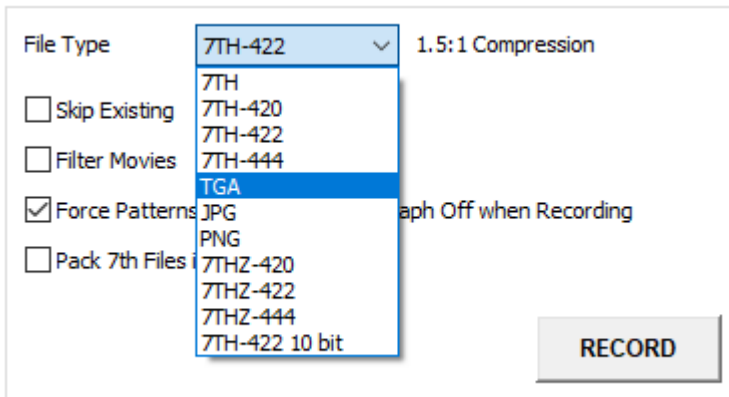 File Type 7TH-422 1.5:1 Compression
7TH
Skip Existing 7TH-420
7TH-422
Filter Movies 7TH-444
TGA
Force Patterns JPG aph Off when Recording
PNG
Pack 7th Files i 7THZ-420
7THZ-422
7THZ-444
7TH-422 10 bit
RECORD